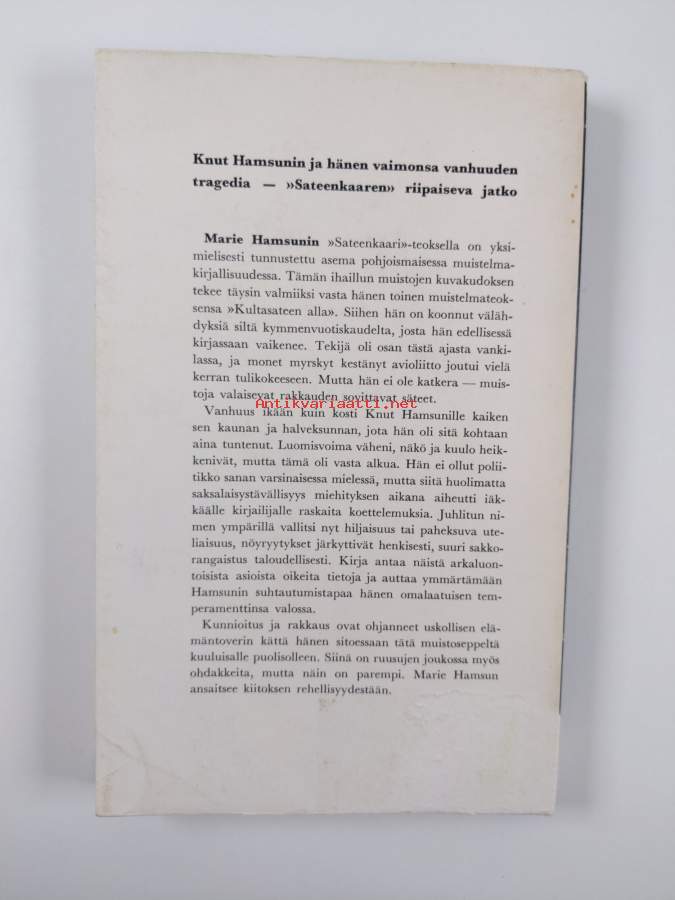 Knut Hamsunin ja hänen vaimonsa vanhuuden
tragedia — »Sateenkaaren» riipaiseva jatko
Marie Hamsunin »Sateenkaari»-teoksella on yksi-
mielisesti tunnustettu asema pohjoismaisessa muistelma-
kirjallisuudessa. Tämän ihaillun muistojen kuvakudoksen
tekee täysin valmiiksi vasta hänen toinen muistelmateok-
sensa »Kultasateen alla». Siihen hän on koonnut väläh-
dyksiä siltä kymmenvuotiskaudelta, josta hän edellisessä
kirjassaan vaikenee. Tekijä oli osan tästä ajasta vanki-
lassa, ja monet myrskyt kestänyt avioliitto joutui vielä
kerran tulikokeeseen. Mutta hän ei ole katkera — muis-
toja valaisevat rakkauden sovittavat säteet.
Antikvariaatti.net
Vanhuus ikään kuin kosti Knut Hamsunille kaiken
sen kaunan ja halveksunnan, jota hän oli sitä kohtaan
aina tuntenut. Luomisvoima väheni, näkö ja kuulo heik-
kenivät, mutta tämä oli vasta alkua. Hän ei ollut polii-
tikko sanan varsinaisessa mielessä, mutta siitä huolimatta
saksalaisystävällisyys miehityksen aikana aiheutti iäk-
käälle kirjailijalle raskaita koettelemuksia. Juhlitun ni-
men ympärillä vallitsi nyt hiljaisuus tai paheksuva ute-
liaisuus, nöyryytykset järkyttivät henkisesti, suuri sakko-
rangaistus taloudellisesti. Kirja antaa näistä arkaluon-
toisista asioista oikeita tietoja ja auttaa ymmärtämään
Hamsunin suhtautumistapaa hänen omalaatuisen tem-
peramenttinsa valossa.
Kunnioitus ja rakkaus ovat ohjanneet uskollisen elä-
mäntoverin kättä hänen sitoessaan tätä muistoseppeltä
kuuluisalle puolisolleen. Siinä on ruusujen joukossa myös
ohdakkeita, mutta näin on parempi. Marie Hamsun
ansaitsee kiitoksen rehellisyydestään.